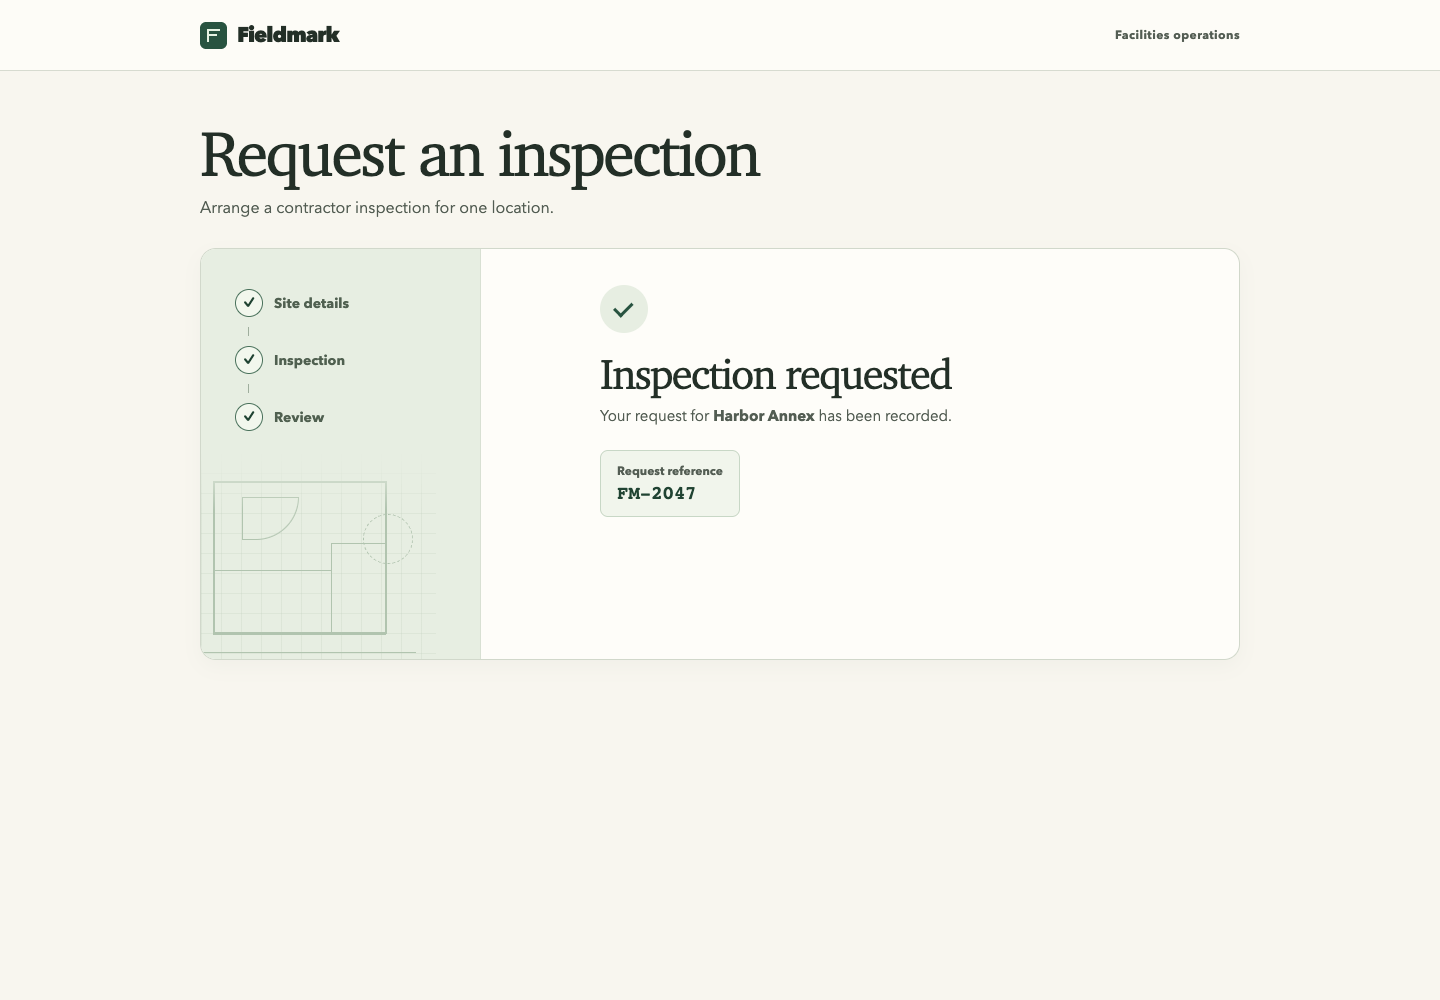 Fieldmark
Facilities operations
Request an inspection
Arrange a contractor inspection for one location.
Site details
Inspection
Review
Inspection requested
Your request for Harbor Annex has been recorded.
Request reference
FM–2047